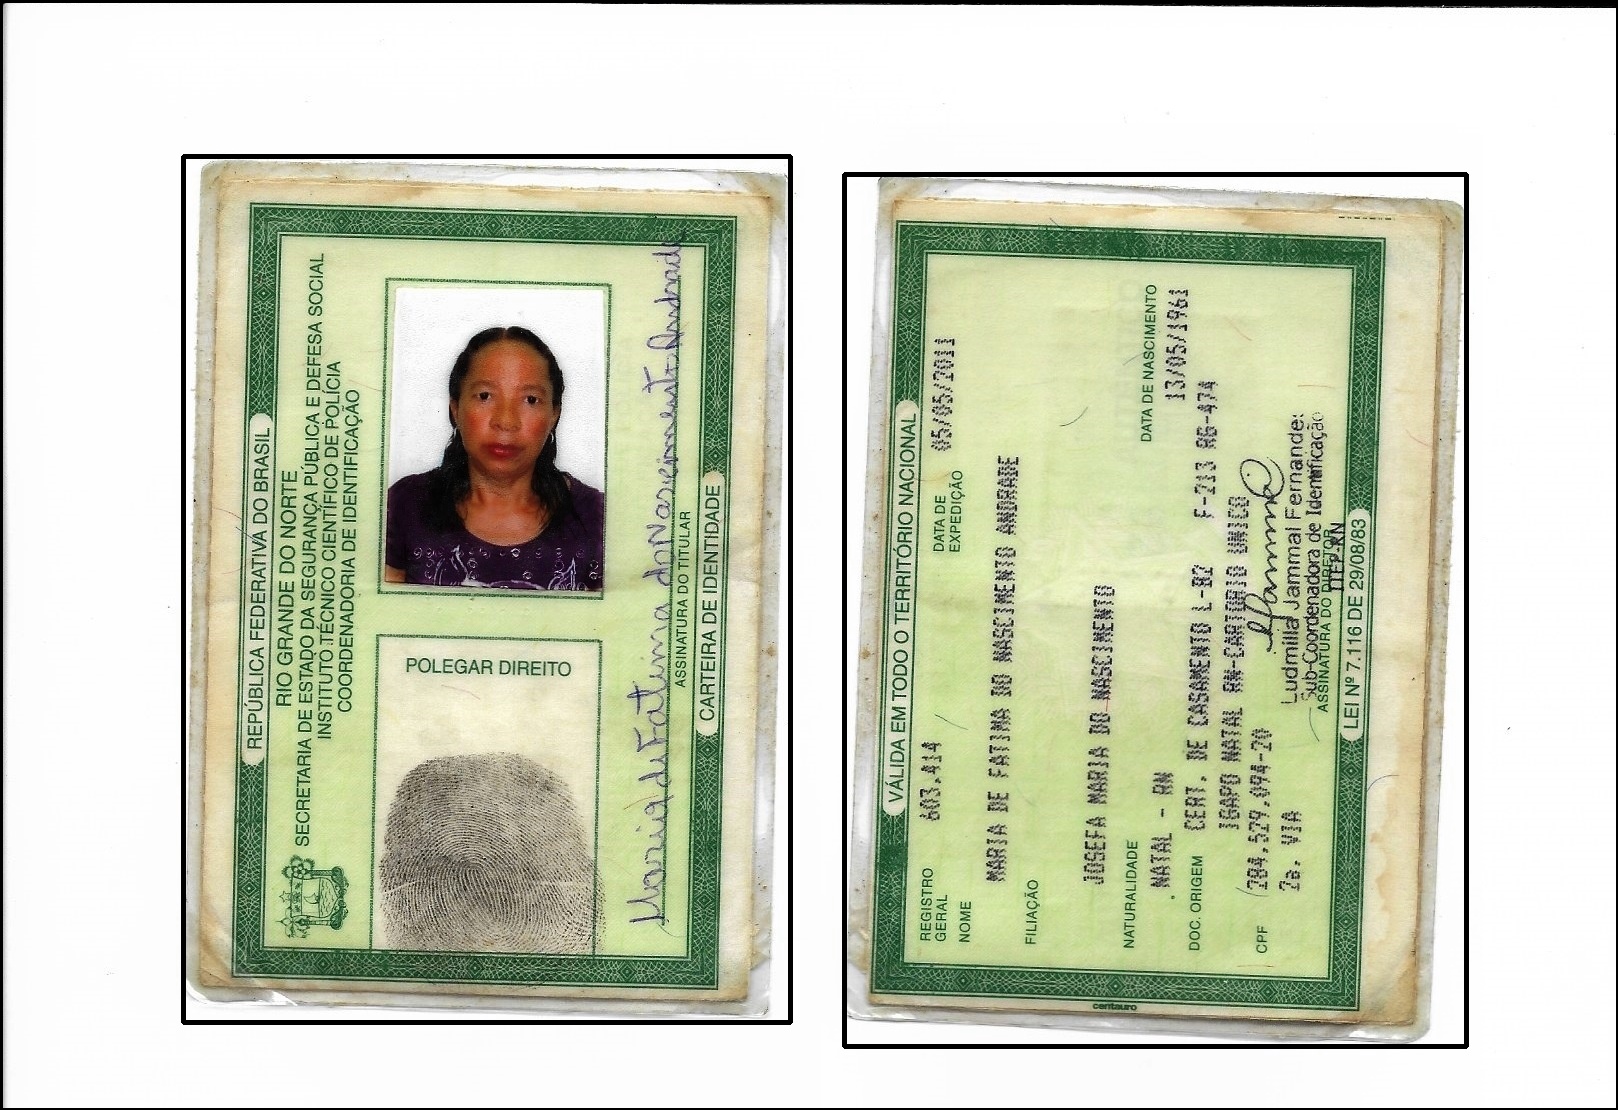 REPÚBLICA FEDERATIVA DO BRASIL
RIO GRANDE DO NORTE
SECRETARIA DE ESTADO DA SEGURANÇA PÚBLICA E DEFESA SOCIAL
INSTITUTO TÉCNICO CIENTÍFICO DE POLÍCIA
COORDENADORIA DE IDENTIFICAÇÃO
POLEGAR DIREITO
Maria de Fatima do Nascimento Andrade
ASSINATURA DO TITULAR
CARTEIRA DE IDENTIDADE
VÁLIDA EM TODO O TERRITÓRIO NACIONAL
REGISTRO GERAL 603.414 DATA DE EXPEDIÇÃO 05/05/2011
NOME
MARIA DE FATIMA DO NASCIMENTO ANDRADE
FILIAÇÃO
JOSEFA MARIA DO NASCIMENTO
NATURALIDADE DATA DE NASCIMENTO
NATAL - RN 13/05/1961
DOC. ORIGEM CERT. DE CASAMENTO L-B2 F-213 RG-474
IGAPO NATAL RN-CARTORIO UNICO
CPF 704.579.094-20
2a. VIA
Ludmilla Jammal Fernande
Sub-Coordenadora de Identificação
ITEP-RN
ASSINATURA DO DIRETOR
LEI Nº 7.116 DE 29/08/83
centauro